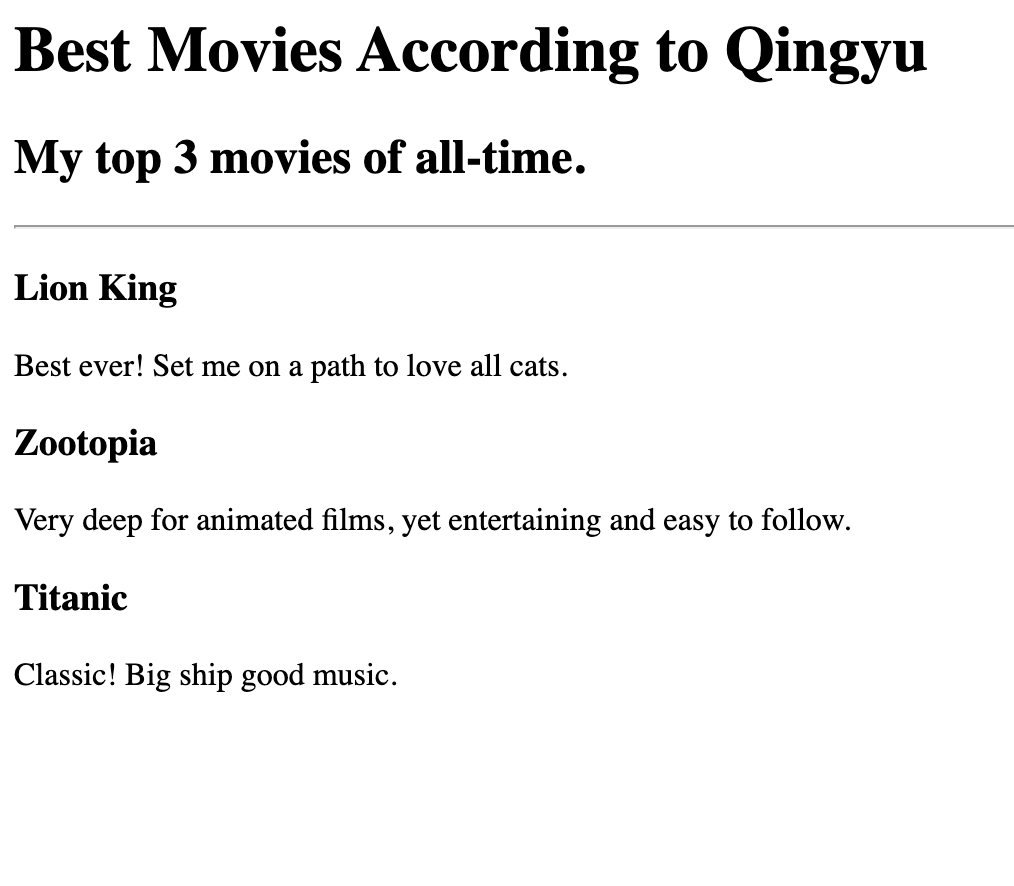 Best Movies According to Qingyu
My top 3 movies of all-time.
Lion King
Best ever! Set me on a path to love all cats.
Zootopia
Very deep for animated films, yet entertaining and easy to follow.
Titanic
Classic! Big ship good music.